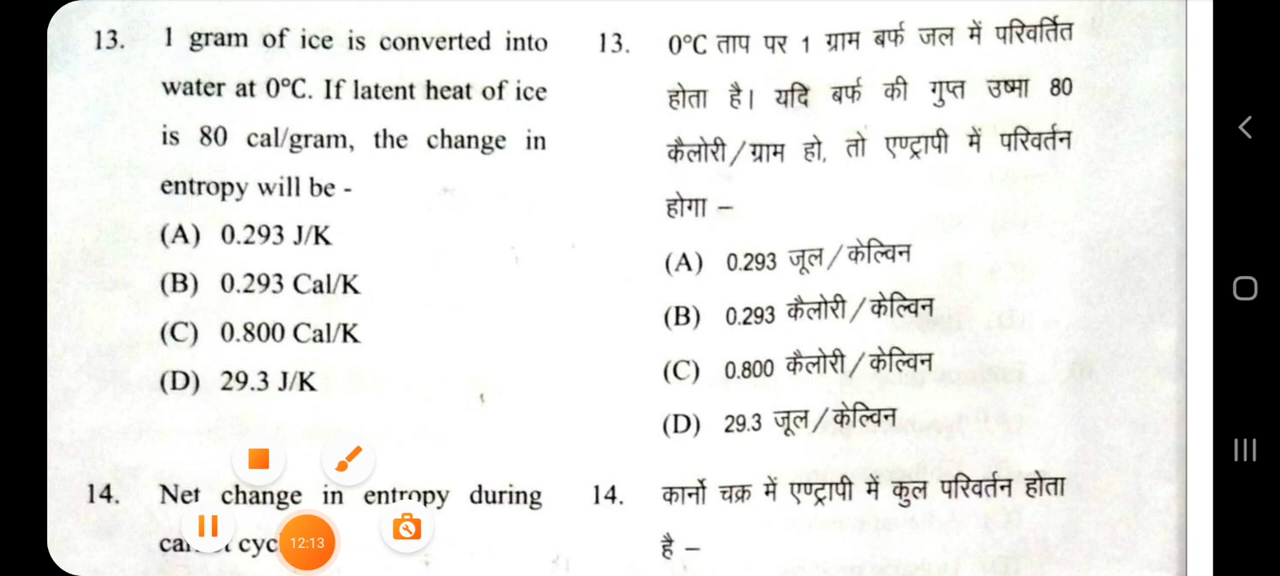 13. 1 gram of ice is converted into
water at 0°C. If latent heat of ice
is 80 cal/gram, the change in
entropy will be -
(A) 0.293 J/K
(B) 0.293 Cal/K
(C) 0.800 Cal/K
(D) 29.3 J/K
14. Net change in entropy during
cyc
13. 0°C ताप पर 1 ग्राम बर्फ जल में परिवर्तित
होता है। यदि बर्फ की गुप्त उष्मा 80
कैलोरी/ग्राम हो, तो एण्ट्रापी में परिवर्तन
होगा –
(A) 0.293 जूल/केल्विन
(B) 0.293 कैलोरी/केल्विन
(C) 0.800 कैलोरी/केल्विन
(D) 29.3 जूल/केल्विन
14. कार्नो चक्र में एण्ट्रापी में कुल परिवर्तन होता
है –
12:13